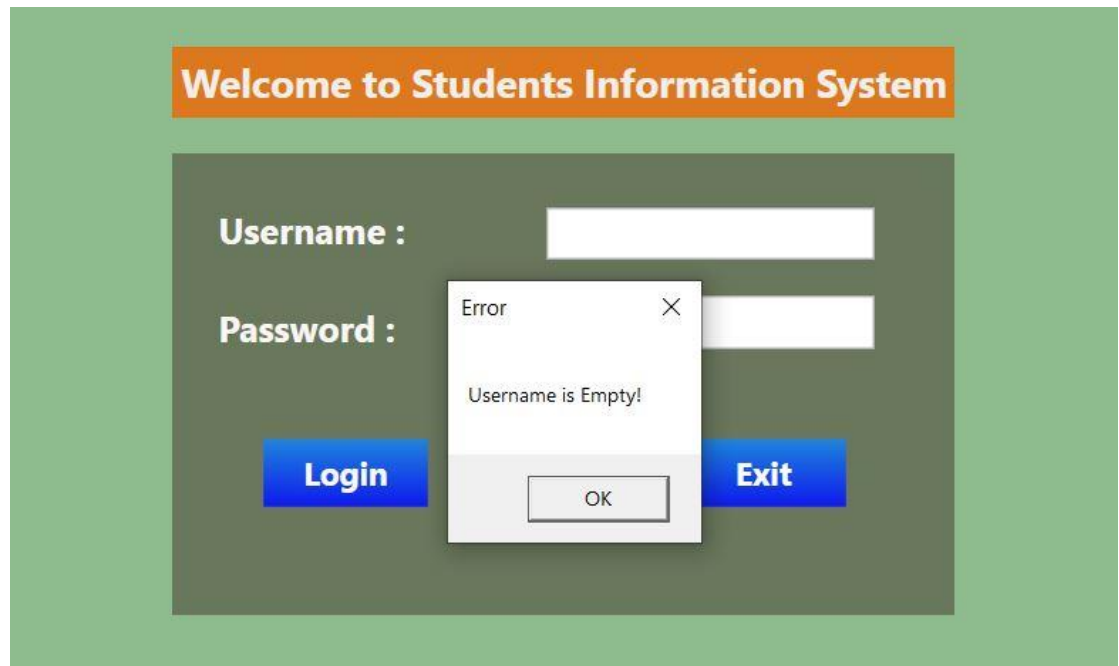 Welcome to Students Information System
Username :
Password :
Error
Username is Empty!
OK
Login
Exit